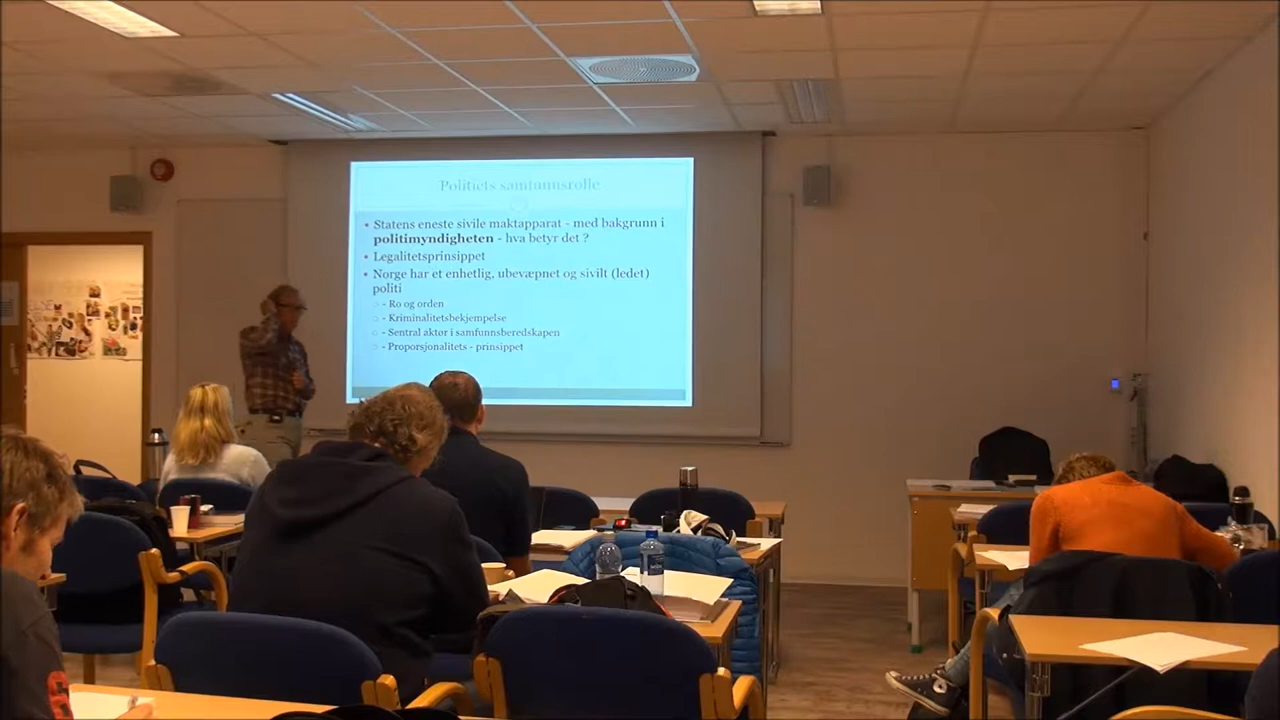 Politiets samfunnsrolle
• Statens eneste sivile maktapparat - med bakgrunn i
politimyndigheten - hva betyr det ?
• Legalitetsprinsippet
• Norge har et enhetlig, ubevæpnet og sivilt (ledet)
politi
○ - Ro og orden
○ - Kriminalitetsbekjempelse
○ - Sentral aktør i samfunnsberedskapen
○ - Proporsjonalitets - prinsippet